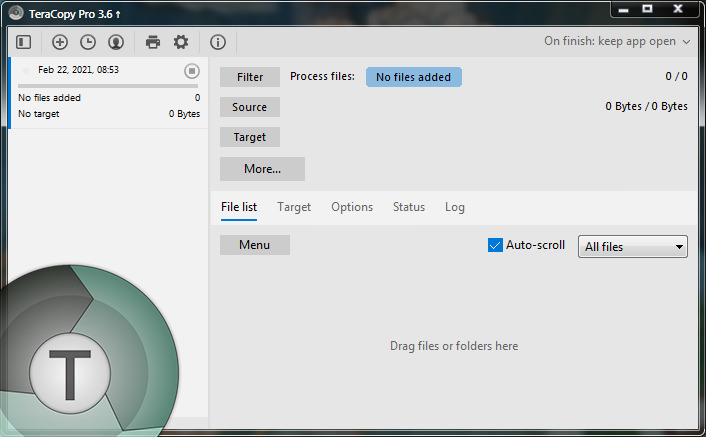 TeraCopy Pro 3.6 ↑
On finish: keep app open
Feb 22, 2021, 08:53
No files added 0
No target 0 Bytes
Filter Process files: No files added 0 / 0
Source 0 Bytes / 0 Bytes
Target
More...
File list Target Options Status Log
Menu Auto-scroll All files
Drag files or folders here
T